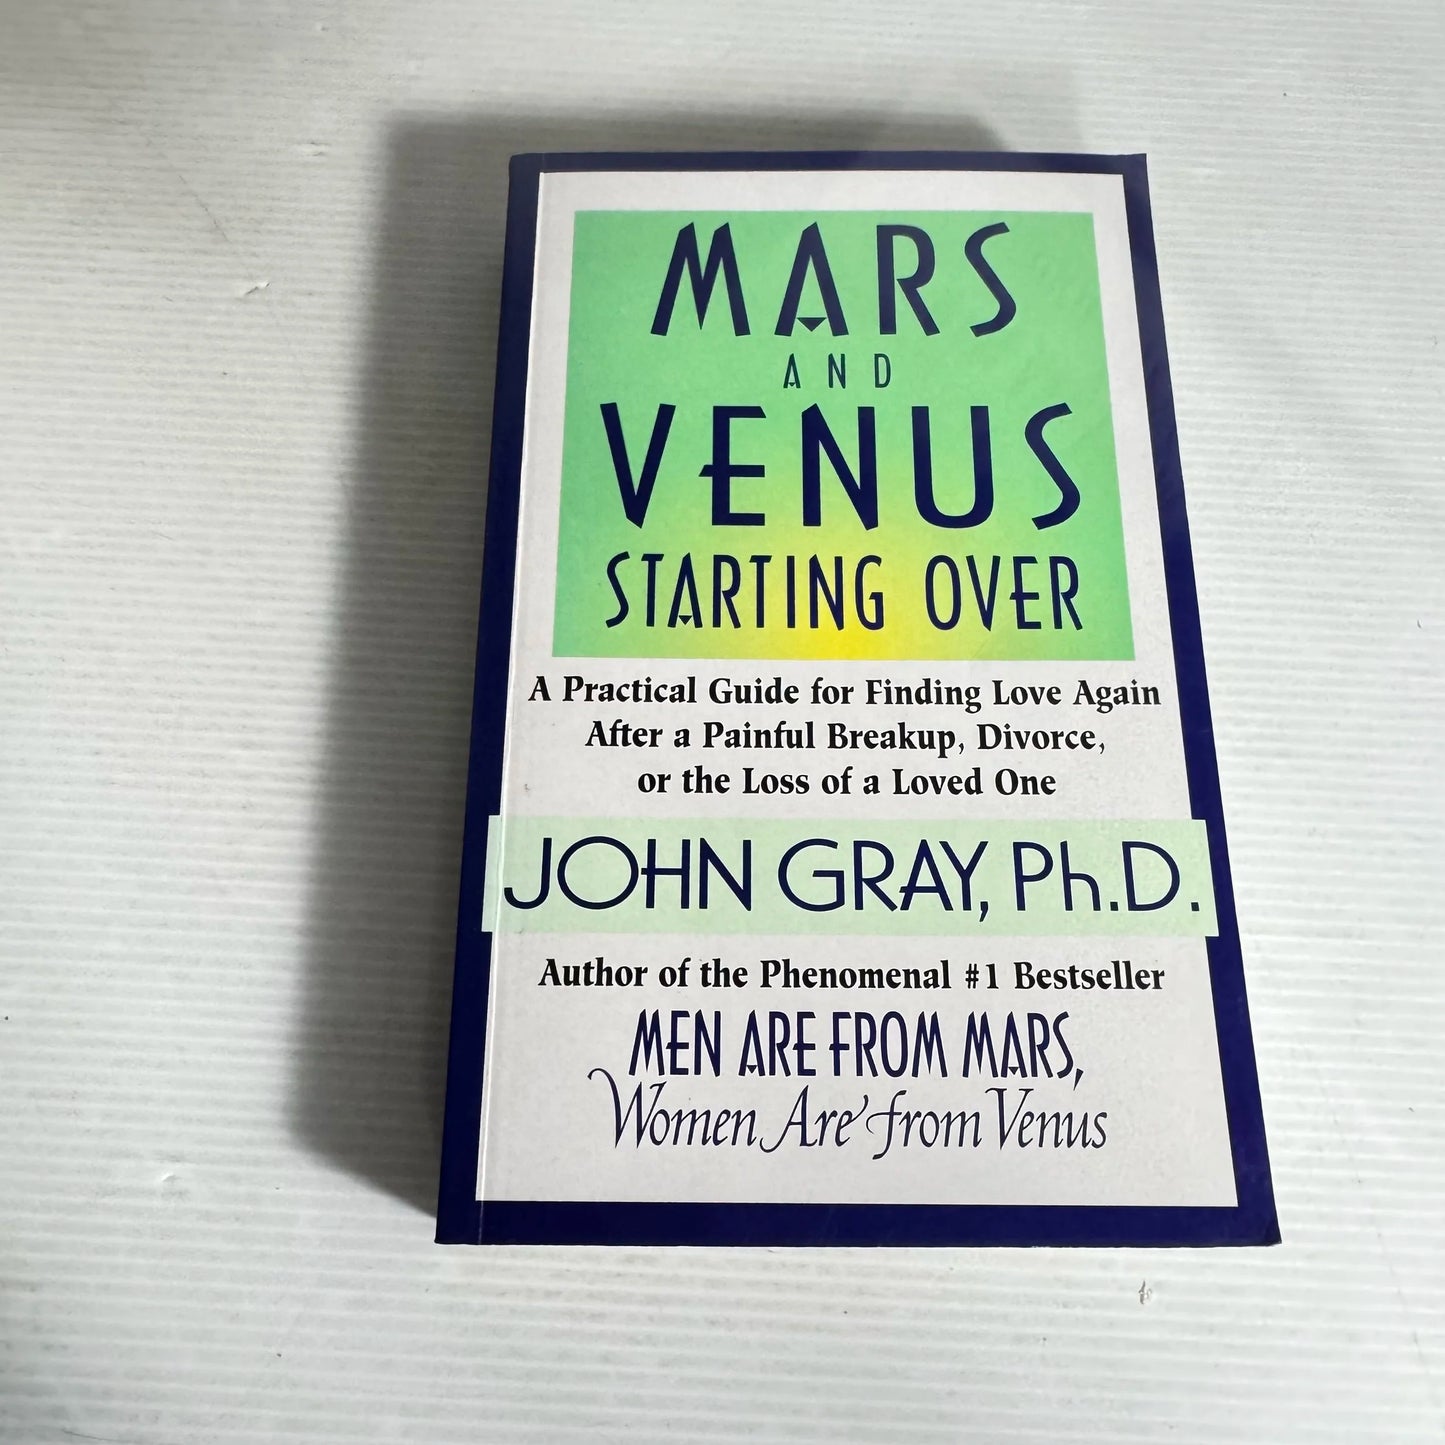 MARS
AND
VENUS
STARTING OVER
A Practical Guide for Finding Love Again
After a Painful Breakup, Divorce,
or the Loss of a Loved One
JOHN GRAY, Ph.D.
Author of the Phenomenal #1 Bestseller
MEN ARE FROM MARS,
Women Are from Venus